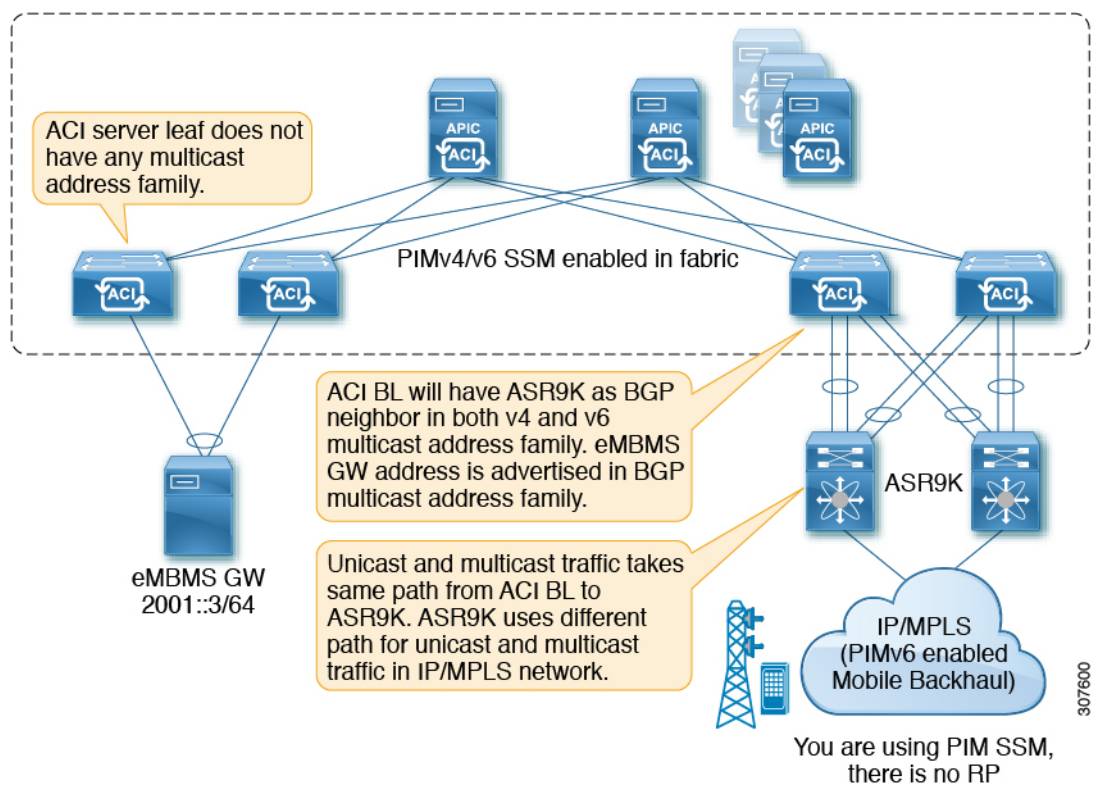 APIC
ACI
APIC
ACI
APIC
ACI
AP
ACI
ACI
ACI server leaf does not
have any multicast
address family.
PIMv4/v6 SSM enabled in fabric
ACI
ACI
ACI
ACI
ACI BL will have ASR9K as BGP
neighbor in both v4 and v6
multicast address family. eMBMS
GW address is advertised in BGP
multicast address family.
ASR9K
Unicast and multicast traffic takes
same path from ACI BL to
ASR9K. ASR9K uses different
path for unicast and multicast
traffic in IP/MPLS network.
eMBMS GW
2001::3/64
IP/MPLS
(PIMv6 enabled
Mobile Backhaul)
307600
You are using PIM SSM,
there is no RP